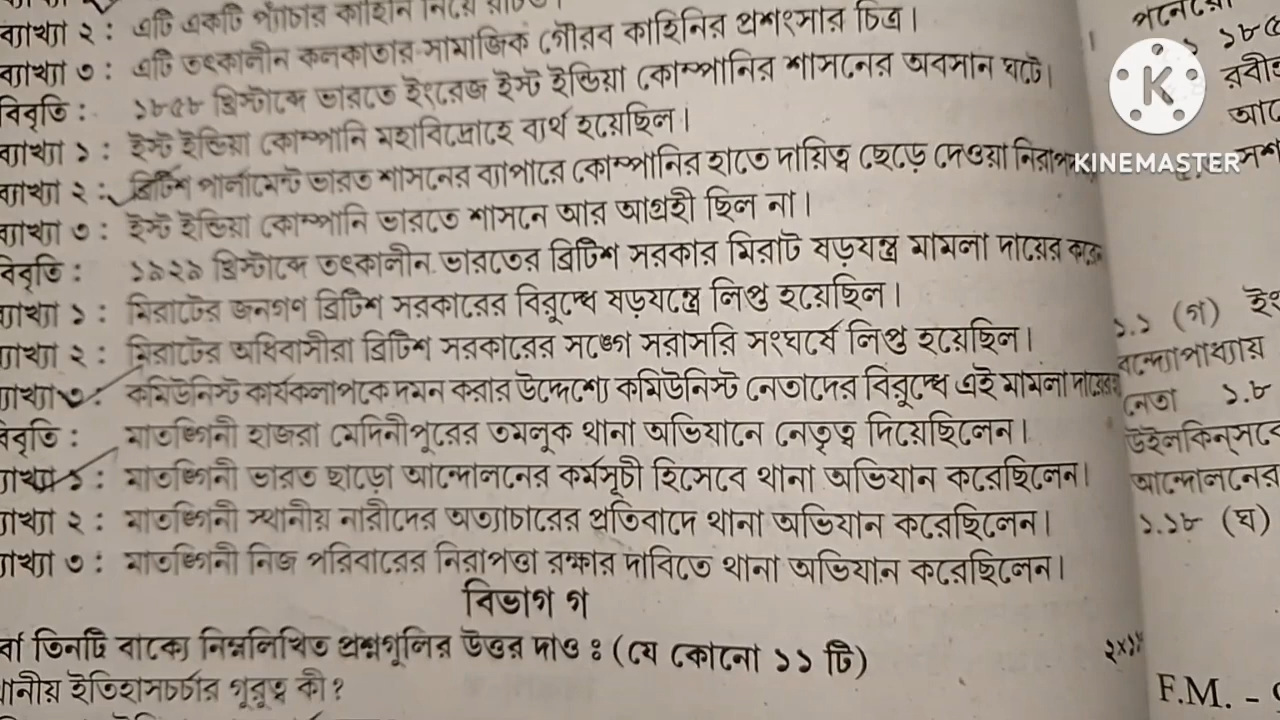 ব্যাখ্যা ২ : এটি একটি প্যাঁচার কাহিনি নিয়ে
ব্যাখ্যা ৩ : এটি তৎকালীন কলকাতার সামাজিক গৌরব কাহিনির প্রশংসার চিত্র।
বিবৃতি : ১৮৫৮ খ্রিস্টাব্দে ভারতে ইংরেজ ইস্ট ইন্ডিয়া কোম্পানির শাসনের অবসান ঘটে।
ব্যাখ্যা ১ : ইস্ট ইন্ডিয়া কোম্পানি মহাবিদ্রোহে ব্যর্থ হয়েছিল।
ব্যাখ্যা ২ : ব্রিটিশ পার্লামেন্ট ভারত শাসনের ব্যাপারে কোম্পানির হাতে দায়িত্ব ছেড়ে দেওয়া
ব্যাখ্যা ৩ : ইস্ট ইন্ডিয়া কোম্পানি ভারতে শাসনে আর আগ্রহী ছিল না।
বিবৃতি : ১৯২৯ খ্রিস্টাব্দে তৎকালীন ভারতের ব্রিটিশ সরকার মিরাট ষড়যন্ত্র মামলা দায়ের করে
ব্যাখ্যা ১ : মিরাটের জনগণ ব্রিটিশ সরকারের বিরুদ্ধে ষড়যন্ত্রে লিপ্ত হয়েছিল।
ব্যাখ্যা ২ : মিরাটের অধিবাসীরা ব্রিটিশ সরকারের সঙ্গে সরাসরি সংঘর্ষে লিপ্ত হয়েছিল।
ব্যাখ্যা ৩ : কমিউনিস্ট কার্যকলাপকে দমন করার উদ্দেশ্যে কমিউনিস্ট নেতাদের বিরুদ্ধে এই মামলা
বিবৃতি : মাতঙ্গিনী হাজরা মেদিনীপুরের তমলুক থানা অভিযানে নেতৃত্ব দিয়েছিলেন।
ব্যাখ্যা ১ : মাতঙ্গিনী ভারত ছাড়ো আন্দোলনের কর্মসূচী হিসেবে থানা অভিযান করেছিলেন।
ব্যাখ্যা ২ : মাতঙ্গিনী স্থানীয় নারীদের অত্যাচারের প্রতিবাদে থানা অভিযান করেছিলেন।
ব্যাখ্যা ৩ : মাতঙ্গিনী নিজ পরিবারের নিরাপত্তা রক্ষার দাবিতে থানা অভিযান করেছিলেন।
বিভাগ গ
বা তিনটি বাক্যে নিম্নলিখিত প্রশ্নগুলির উত্তর দাও : (যে কোনো ১১ টি)
স্থানীয় ইতিহাসচর্চার গুরুত্ব কী?
১.১ (গ)
বন্দ্যোপাধ্যায়
নেতা ১.৮
আন্দোলনের
১.১৮ (ঘ)
F.M. -
K
KINEMASTER